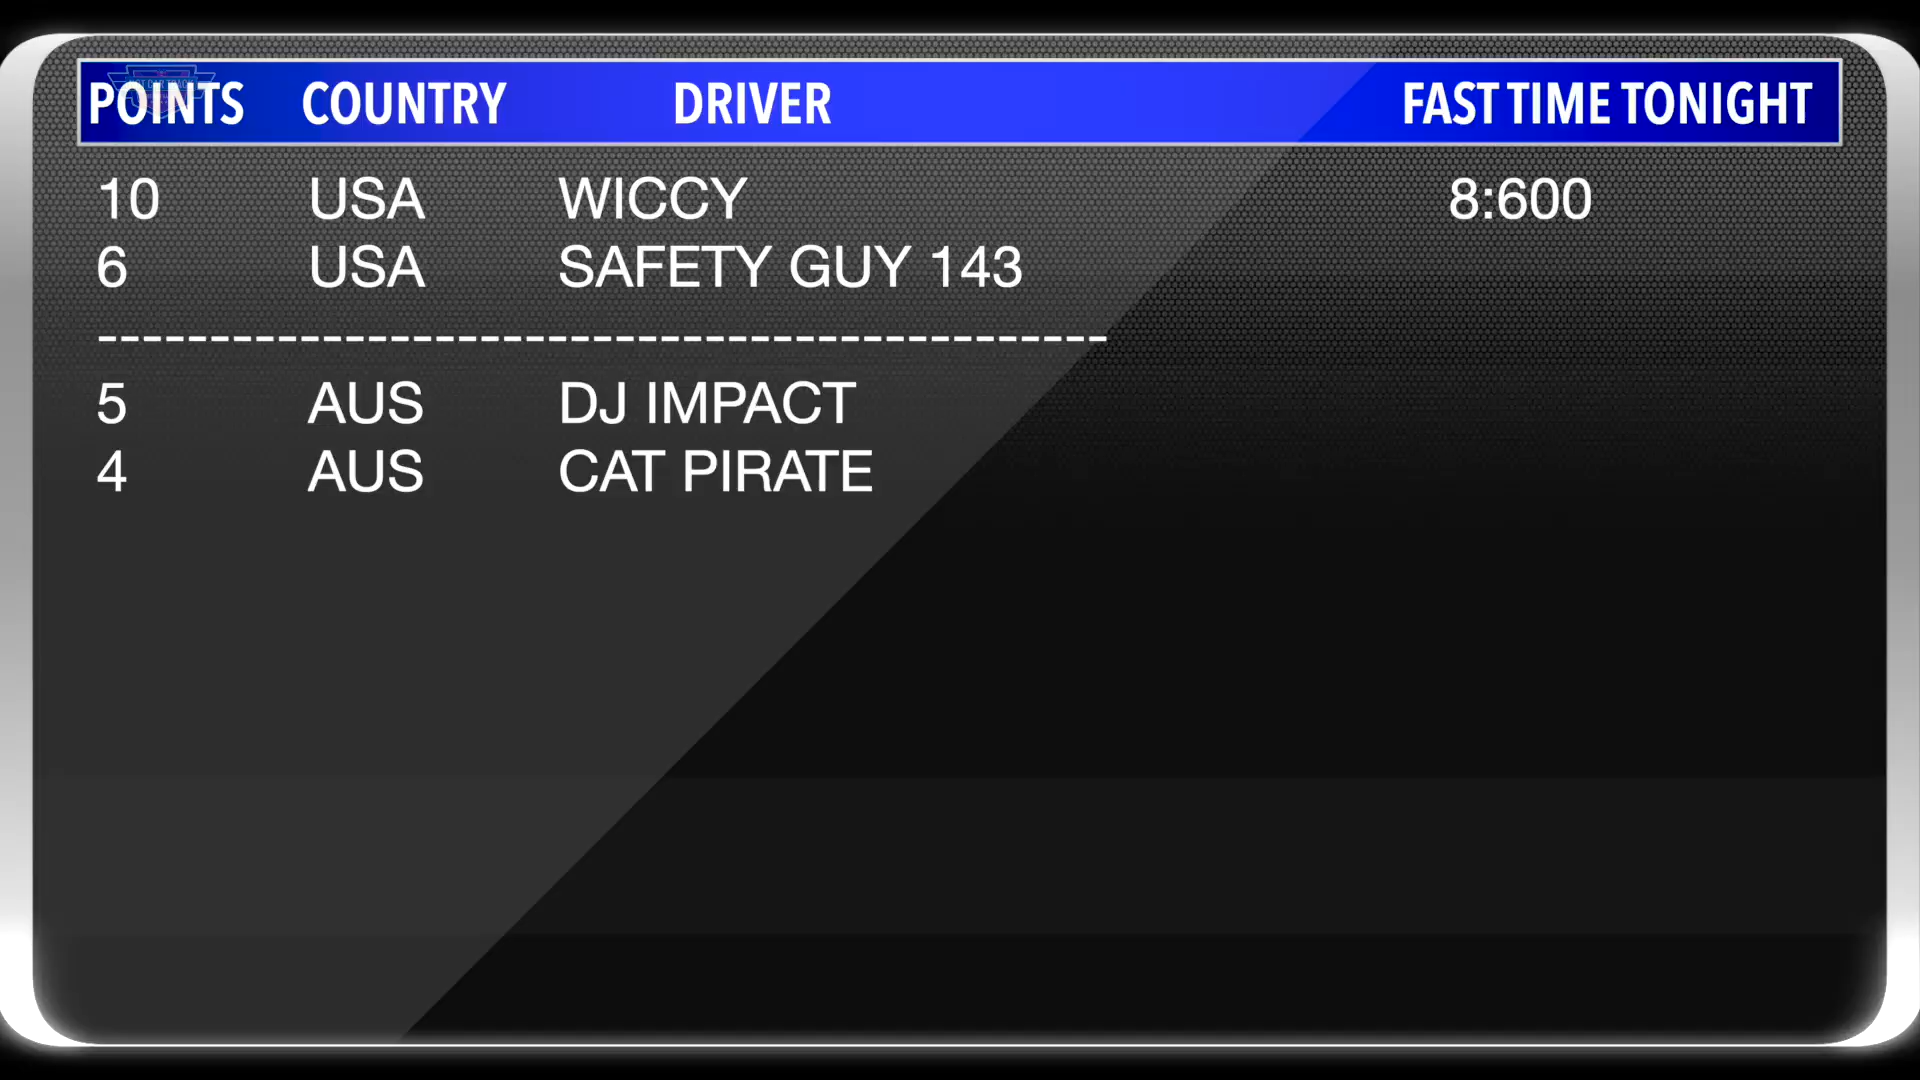 POINTS COUNTRY DRIVER FAST TIME TONIGHT
10 USA WICCY 8:600
6 USA SAFETY GUY 143
---------------------------------------------
5 AUS DJ IMPACT
4 AUS CAT PIRATE